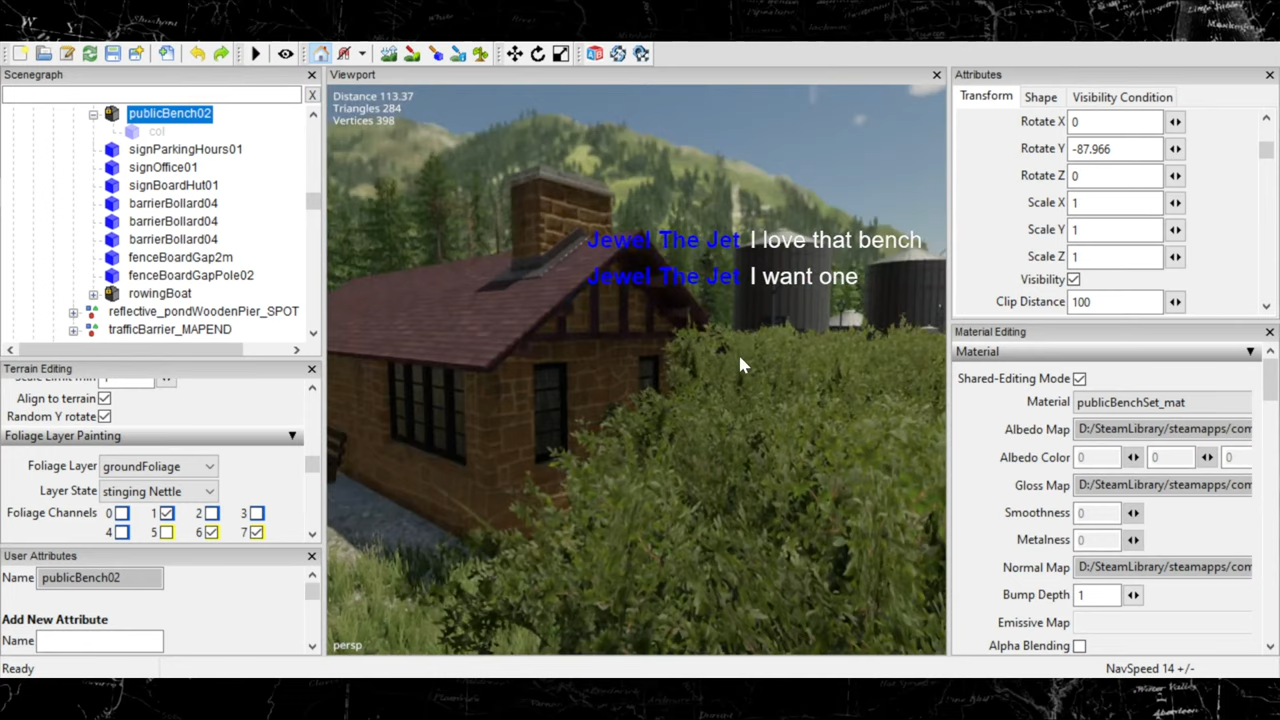 Scenegraph
X
publicBench02
col
signParkingHours01
signOffice01
signBoardHut01
barrierBollard04
barrierBollard04
barrierBollard04
fenceBoardGap2m
fenceBoardGapPole02
rowingBoat
reflective_pondWoodenPier_SPOT
trafficBarrier_MAPEND
Terrain Editing
Align to terrain
Random Y rotate
Foliage Layer Painting
Foliage Layer groundFoliage
Layer State stinging Nettle
Foliage Channels 0 1 2 3
4 5 6 7
User Attributes
Name publicBench02
Add New Attribute
Name
Ready
Viewport
Distance 113.37
Triangles 284
Vertices 398
Jewel The Jet I love that bench
Jewel The Jet I want one
persp
Attributes
Transform Shape Visibility Condition
Rotate X 0
Rotate Y -87.966
Rotate Z 0
Scale X 1
Scale Y 1
Scale Z 1
Visibility
Clip Distance 100
Material Editing
Material
Shared-Editing Mode
Material publicBenchSet_mat
Albedo Map D:/SteamLibrary/steamapps/com
Albedo Color 0 0 0
Gloss Map D:/SteamLibrary/steamapps/com
Smoothness 0
Metalness 0
Normal Map D:/SteamLibrary/steamapps/com
Bump Depth 1
Emissive Map
Alpha Blending
NavSpeed 14 +/-